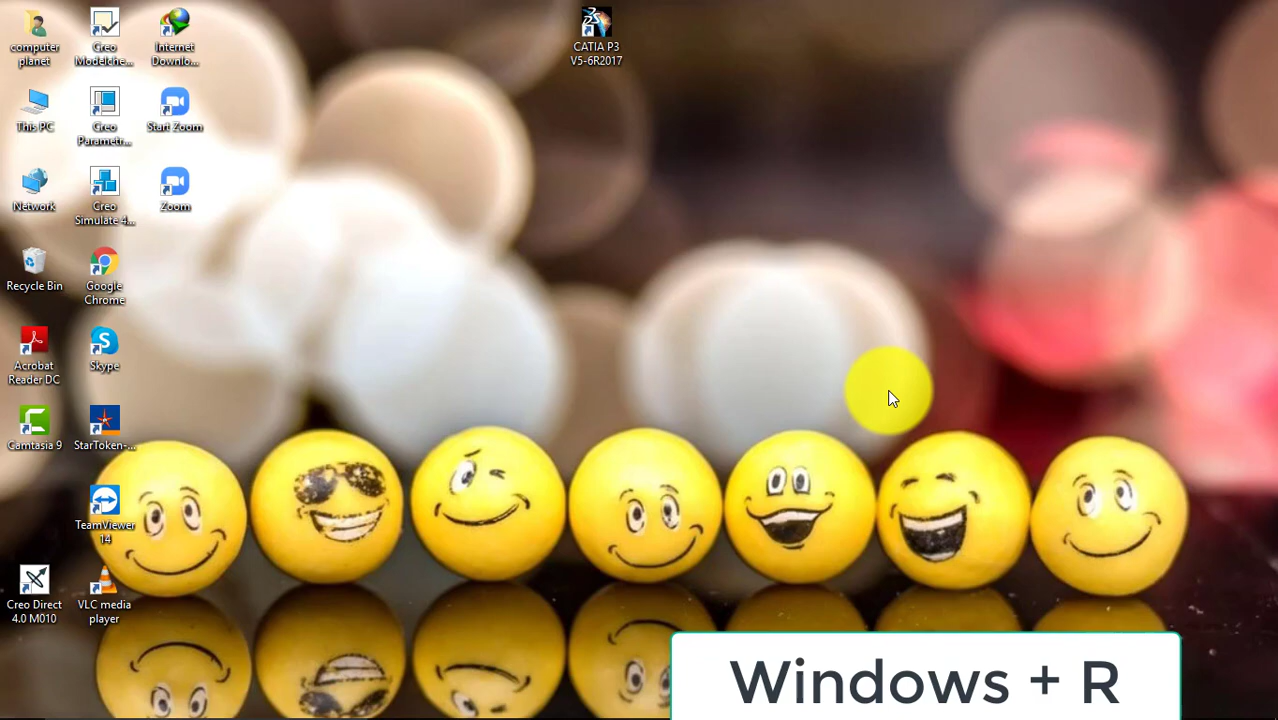 computer
planet
Creo
Modelche...
Internet
Downlo...
CATIA P3
V5-6R2017
This PC
Creo
Parametr...
Start Zoom
Network
Creo
Simulate 4...
Zoom
Recycle Bin
Google
Chrome
Acrobat
Reader DC
Skype
Camtasia 9
StarToken-...
TeamViewer
14
Creo Direct
4.0 M010
VLC media
player
Windows + R